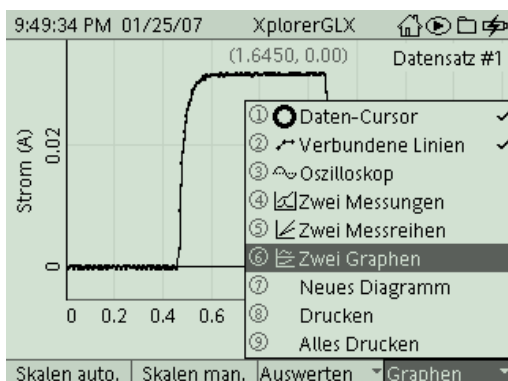 9:49:34 PM 01/25/07 XplorerGLX
(1.6450, 0.00) Datensatz #1
Strom (A)
0.02
0
0 0.2 0.4 0.6
① Daten-Cursor ✓
② Verbundene Linien ✓
③ Oszilloskop
④ Zwei Messungen
⑤ Zwei Messreihen
⑥ Zwei Graphen
⑦ Neues Diagramm
⑧ Drucken
⑨ Alles Drucken
Skalen auto. Skalen man. Auswerten Graphen